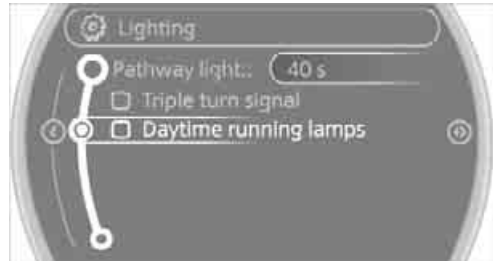 Lighting
Pathway light.: 40 s
Triple turn signal
Daytime running lamps